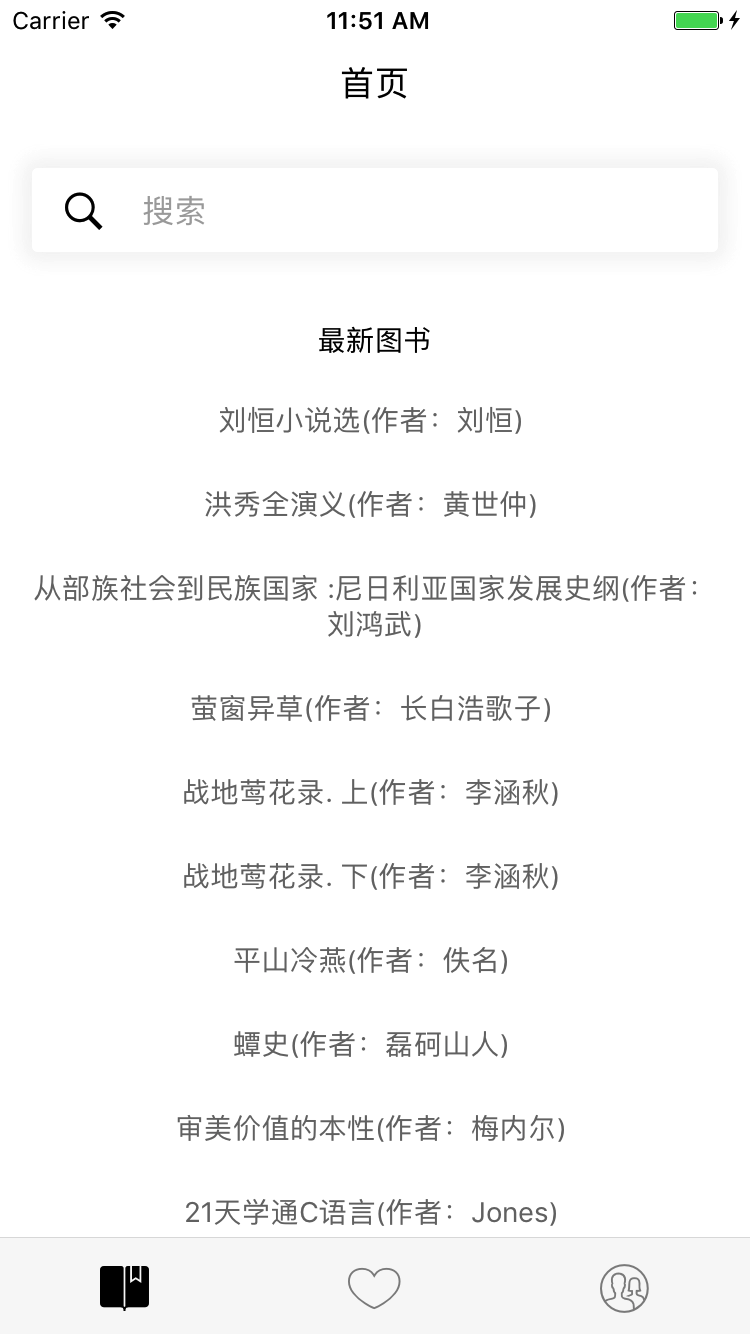 Carrier 11:51 AM
首页
搜索
最新图书
刘恒小说选(作者：刘恒)
洪秀全演义(作者：黄世仲)
从部族社会到民族国家 :尼日利亚国家发展史纲(作者：
刘鸿武)
萤窗异草(作者：长白浩歌子)
战地莺花录. 上(作者：李涵秋)
战地莺花录. 下(作者：李涵秋)
平山冷燕(作者：佚名)
蟫史(作者：磊砢山人)
审美价值的本性(作者：梅内尔)
21天学通C语言(作者：Jones)